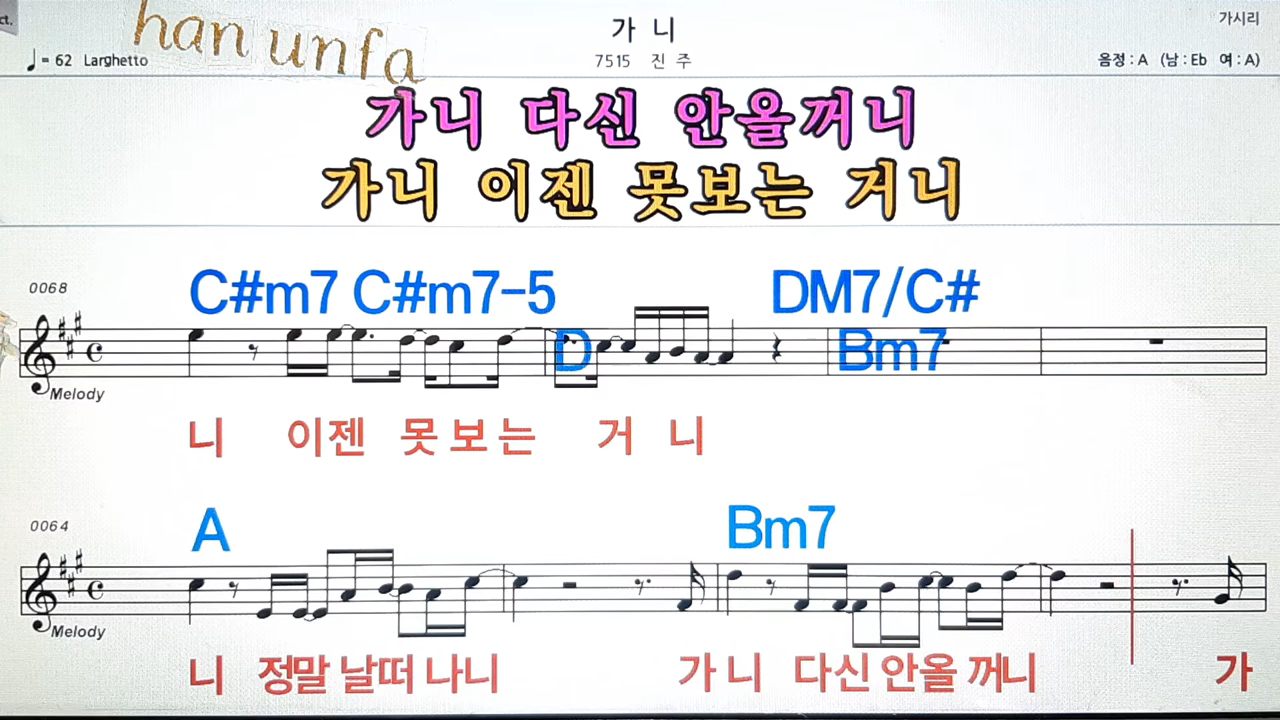 ct.
han unfa
가 니
가시리
= 62 Larghetto
7515 진 주
음정 : A (남 : Eb 여 : A)
가니 다신 안올꺼니
가니 이젠 못보는 거니
0068
C#m7 C#m7-5 DM7/C#
D Bm7
Melody
니 이젠 못 보 는 거 니
0064
A Bm7
Melody
니 정말 날떠 나니 가 니 다신 안올 꺼니 가